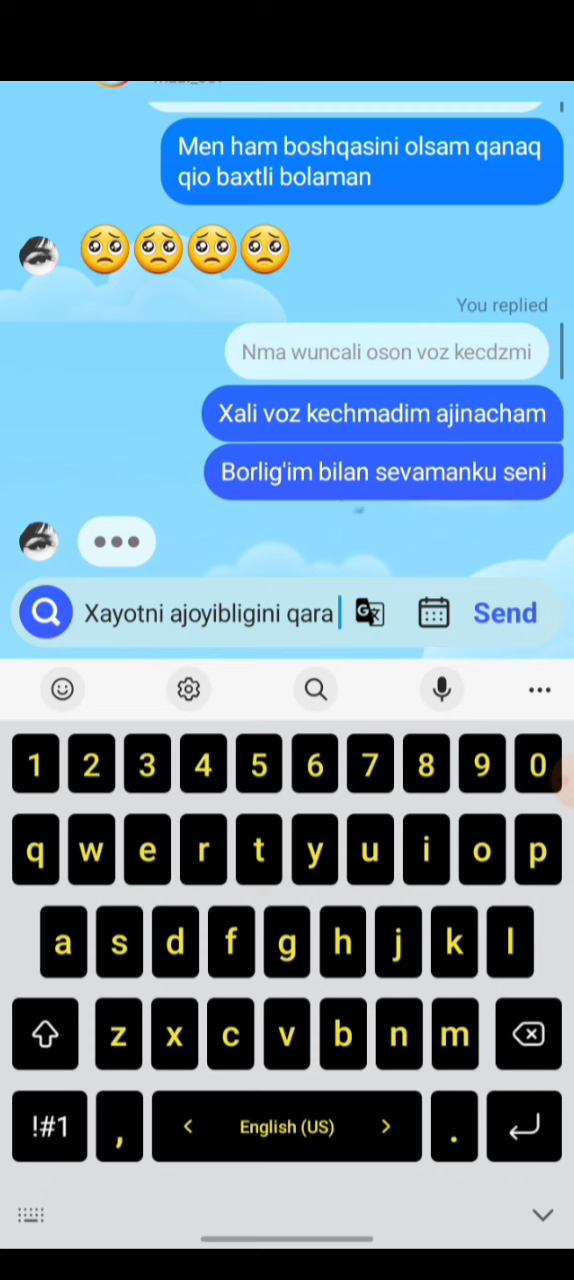 Men ham boshqasini olsam qanaq
qio baxtli bolaman
🥺🥺🥺🥺
You replied
Nma wuncali oson voz kecdzmi
Xali voz kechmadim ajinacham
Borlig'im bilan sevamanku seni
Xayotni ajoyibligini qara Send
1 2 3 4 5 6 7 8 9 0
q w e r t y u i o p
a s d f g h j k l
z x c v b n m
!#1 , < English (US) > .